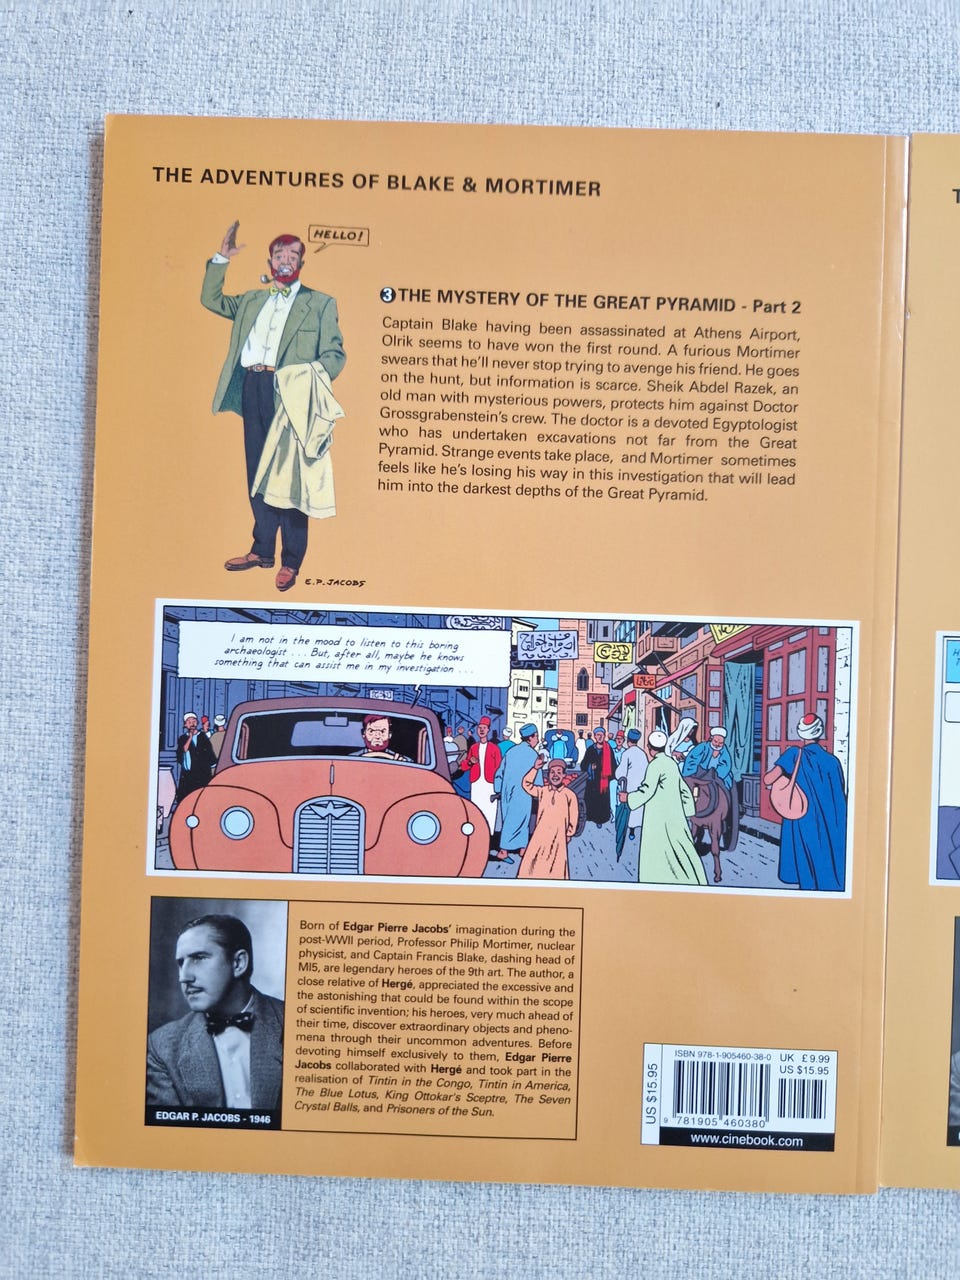 THE ADVENTURES OF BLAKE & MORTIMER
HELLO!
3 THE MYSTERY OF THE GREAT PYRAMID - Part 2
Captain Blake having been assassinated at Athens Airport,
Olrik seems to have won the first round. A furious Mortimer
swears that he'll never stop trying to avenge his friend. He goes
on the hunt, but information is scarce. Sheik Abdel Razek, an
old man with mysterious powers, protects him against Doctor
Grossgrabenstein's crew. The doctor is a devoted Egyptologist
who has undertaken excavations not far from the Great
Pyramid. Strange events take place, and Mortimer sometimes
feels like he's losing his way in this investigation that will lead
him into the darkest depths of the Great Pyramid.
E.P. JACOBS
I am not in the mood to listen to this boring
archaeologist ... But, after all, maybe he knows
something that can assist me in my investigation ...
Born of Edgar Pierre Jacobs' imagination during the
post-WWII period, Professor Philip Mortimer, nuclear
physicist, and Captain Francis Blake, dashing head of
MI5, are legendary heroes of the 9th art. The author, a
close relative of Hergé, appreciated the excessive and
the astonishing that could be found within the scope
of scientific invention; his heroes, very much ahead of
their time, discover extraordinary objects and pheno-
mena through their uncommon adventures. Before
devoting himself exclusively to them, Edgar Pierre
Jacobs collaborated with Hergé and took part in the
realisation of Tintin in the Congo, Tintin in America,
The Blue Lotus, King Ottokar's Sceptre, The Seven
Crystal Balls, and Prisoners of the Sun.
EDGAR P. JACOBS - 1946
US $15.95
ISBN 978-1-905460-38-0
UK £9.99
US $15.95
9 781905 460380
www.cinebook.com